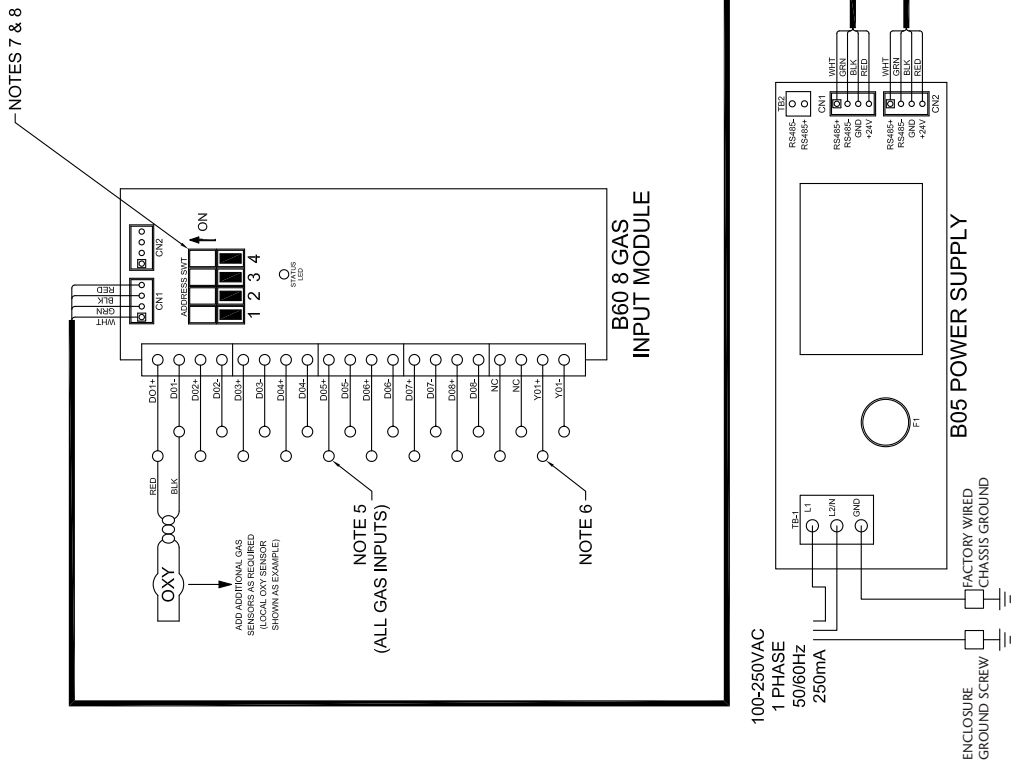 NOTES 7 & 8
RED
BLK
GRN
WHT
CN1
CN2
ADDRESS SWT
ON
1 2 3 4
STATUS
LED
B60 8 GAS
INPUT MODULE
DO1+
D01-
D02+
D02-
D03+
D03-
D04+
D04-
D05+
D05-
D06+
D06-
D07+
D07-
D08+
D08-
NC
NC
Y01+
Y01-
RED
BLK
OXY
ADD ADDITIONAL GAS
SENSORS AS REQUIRED
(LOCAL OXY SENSOR
SHOWN AS EXAMPLE)
NOTE 5
(ALL GAS INPUTS)
NOTE 6
WHT
GRN
BLK
RED
WHT
GRN
BLK
RED
TB2
RS485-
RS485+
CN1
RS485+
RS485-
GND
+24V
RS485+
RS485-
GND
+24V
CN2
B05 POWER SUPPLY
F1
TB-1
L1
L2/N
GND
100-250VAC
1 PHASE
50/60Hz
250mA
FACTORY WIRED
CHASSIS GROUND
ENCLOSURE
GROUND SCREW